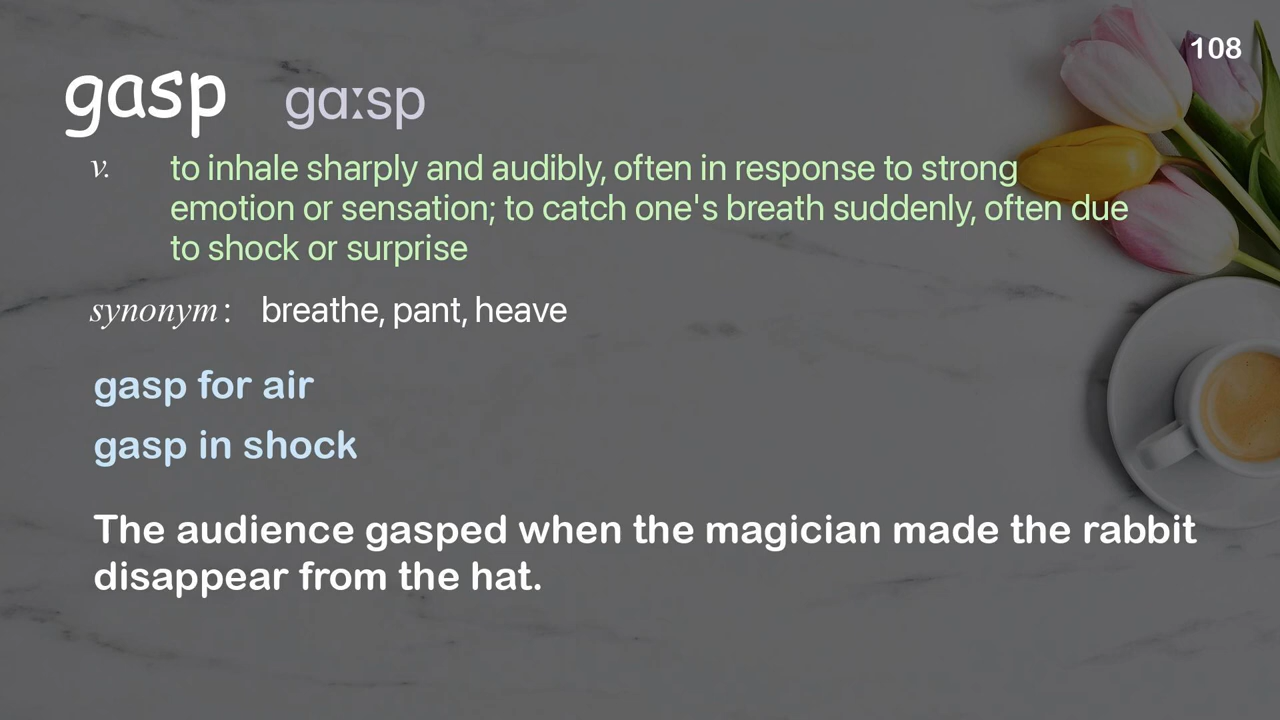 108
gasp gɑːsp
v. to inhale sharply and audibly, often in response to strong
emotion or sensation; to catch one's breath suddenly, often due
to shock or surprise
synonym: breathe, pant, heave
gasp for air
gasp in shock
The audience gasped when the magician made the rabbit
disappear from the hat.